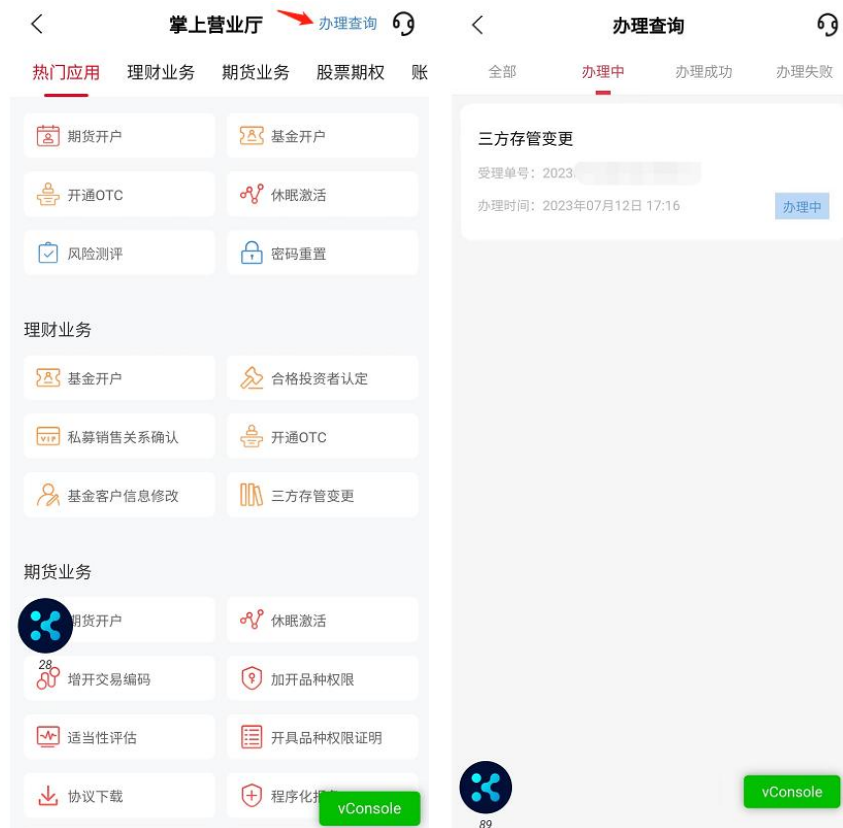 掌上营业厅 办理查询
热门应用 理财业务 期货业务 股票期权 账
期货开户 基金开户
开通OTC 休眠激活
风险测评 密码重置
理财业务
基金开户 合格投资者认定
私募销售关系确认 开通OTC
VIP
基金客户信息修改 三方存管变更
期货业务
期货开户 休眠激活
28
增开交易编码 加开品种权限
适当性评估 开具品种权限证明
协议下载 程序化
vConsole
办理查询
全部 办理中 办理成功 办理失败
三方存管变更
受理单号：2023
办理时间：2023年07月12日 17:16 办理中
vConsole
89